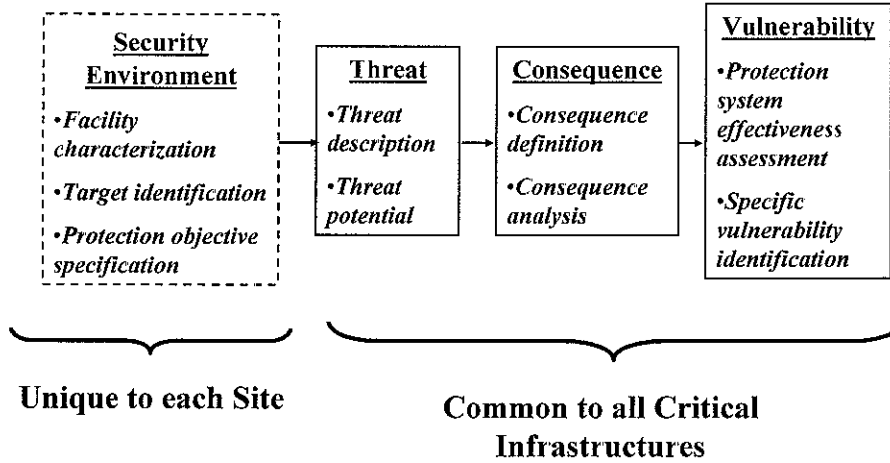 Security
Environment
•Facility
characterization
•Target identification
•Protection objective
specification
Threat
•Threat
description
•Threat
potential
Consequence
•Consequence
definition
•Consequence
analysis
Vulnerability
•Protection
system
effectiveness
assessment
•Specific
vulnerability
identification
Unique to each Site
Common to all Critical
Infrastructures